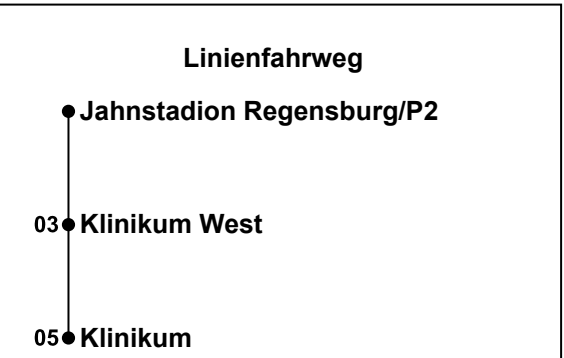 Linienfahrweg
Jahnstadion Regensburg/P2
03 Klinikum West
05 Klinikum